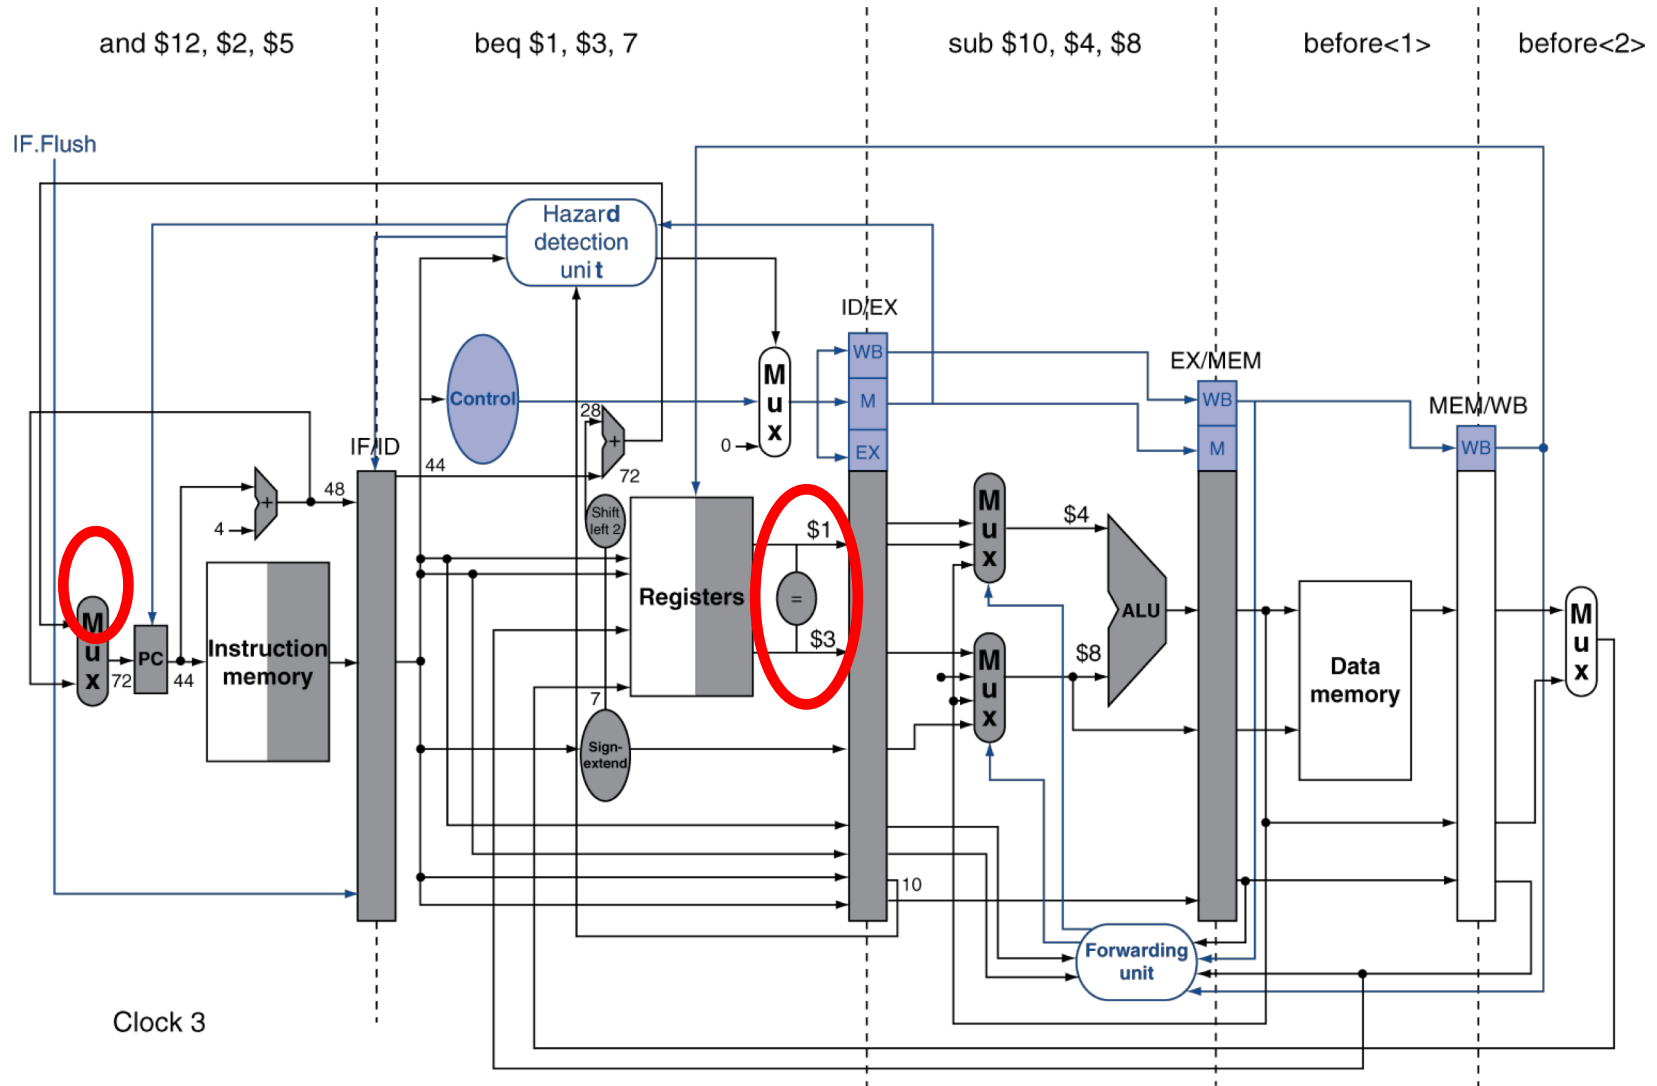 and $12, $2, $5
beq $1, $3, 7
sub $10, $4, $8
before<1>
before<2>
IF.Flush
Hazard
detection
unit
ID/EX
WB
M
EX
Control
Mux
0
28
+
72
EX/MEM
WB
M
MEM/WB
WB
IF/ID
44
48
+
4
Shift
left 2
$1
=
$3
Registers
Mux
$4
ALU
$8
Mux
Mux
72
PC
44
Instruction
memory
7
Sign-
extend
Data
memory
Mux
10
Forwarding
unit
Clock 3